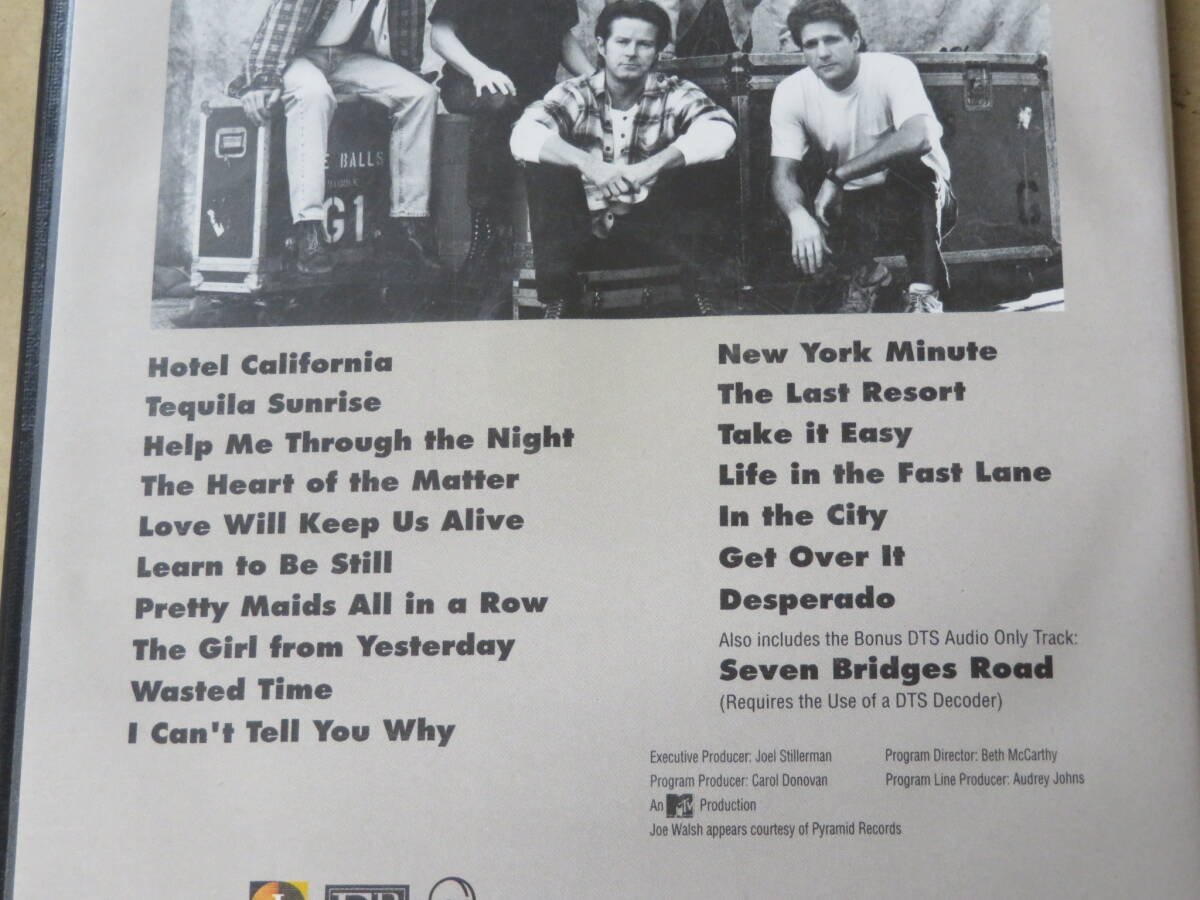 BALLS
G1
G
Hotel California
Tequila Sunrise
Help Me Through the Night
The Heart of the Matter
Love Will Keep Us Alive
Learn to Be Still
Pretty Maids All in a Row
The Girl from Yesterday
Wasted Time
I Can't Tell You Why
New York Minute
The Last Resort
Take it Easy
Life in the Fast Lane
In the City
Get Over It
Desperado
Also includes the Bonus DTS Audio Only Track:
Seven Bridges Road
(Requires the Use of a DTS Decoder)
Executive Producer: Joel Stillerman
Program Producer: Carol Donovan
An MTV Production
Joe Walsh appears courtesy of Pyramid Records
Program Director: Beth McCarthy
Program Line Producer: Audrey Johns